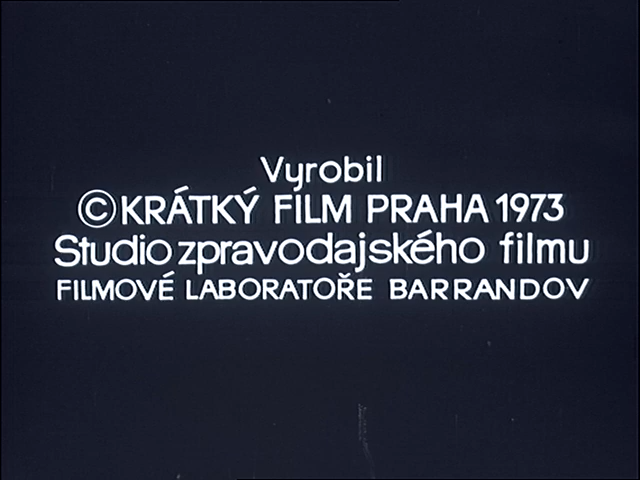 Vyrobil
© KRÁTKÝ FILM PRAHA 1973
Studio zpravodajského filmu
FILMOVÉ LABORATOŘE BARRANDOV